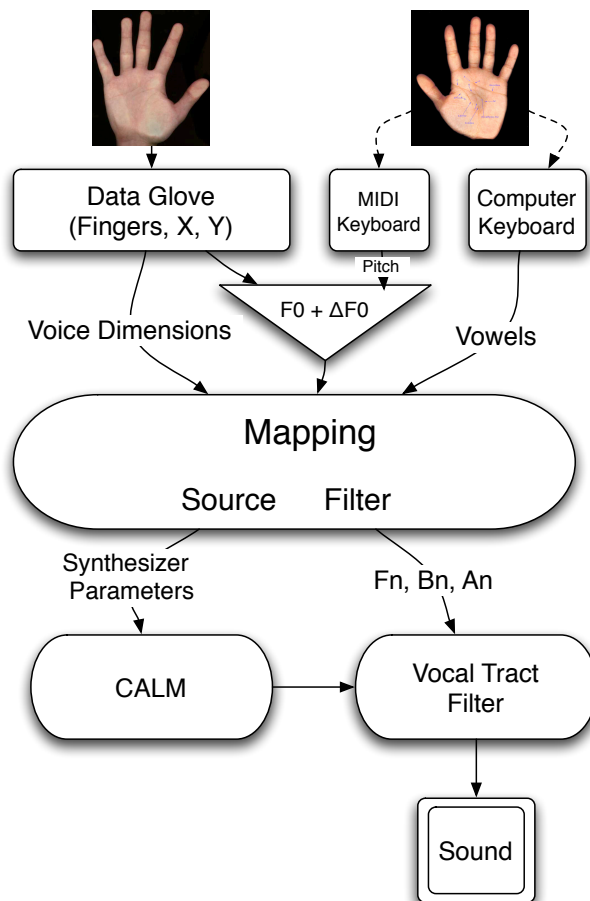 Data Glove
(Fingers, X, Y)
MIDI
Keyboard
Computer
Keyboard
Pitch
F0 + ΔF0
Voice Dimensions
Vowels
Mapping
Source Filter
Synthesizer
Parameters
Fn, Bn, An
CALM
Vocal Tract
Filter
Sound